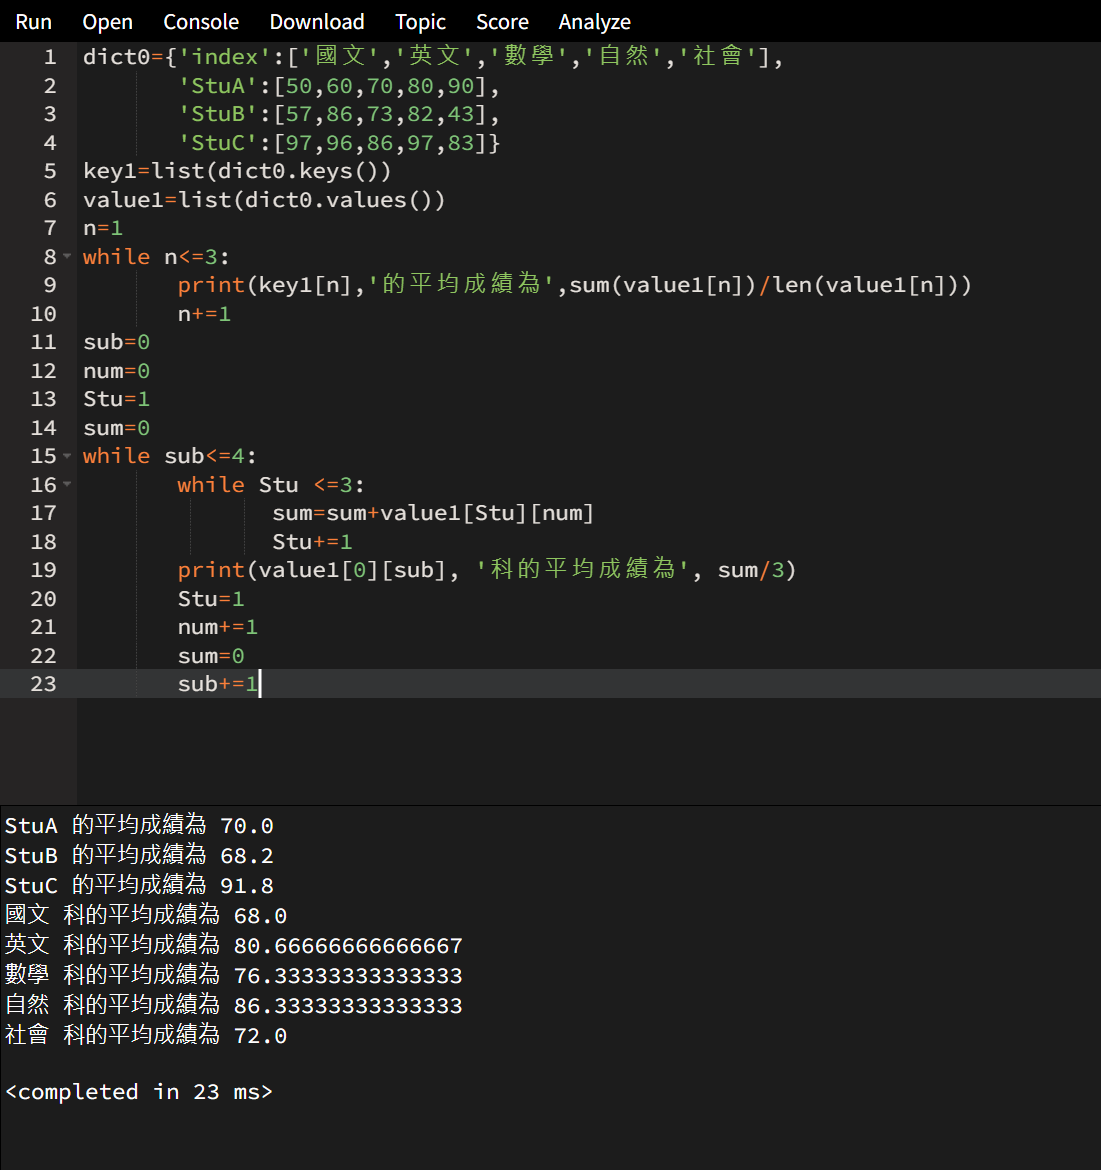 Run Open Console Download Topic Score Analyze
1 dict0={'index':['國文','英文','數學','自然','社會'],
2 'StuA':[50,60,70,80,90],
3 'StuB':[57,86,73,82,43],
4 'StuC':[97,96,86,97,83]}
5 key1=list(dict0.keys())
6 value1=list(dict0.values())
7 n=1
8 while n<=3:
9 print(key1[n],'的平均成績為',sum(value1[n])/len(value1[n]))
10 n+=1
11 sub=0
12 num=0
13 Stu=1
14 sum=0
15 while sub<=4:
16 while Stu <=3:
17 sum=sum+value1[Stu][num]
18 Stu+=1
19 print(value1[0][sub], '科的平均成績為', sum/3)
20 Stu=1
21 num+=1
22 sum=0
23 sub+=1
StuA 的平均成績為 70.0
StuB 的平均成績為 68.2
StuC 的平均成績為 91.8
國文 科的平均成績為 68.0
英文 科的平均成績為 80.66666666666667
數學 科的平均成績為 76.33333333333333
自然 科的平均成績為 86.33333333333333
社會 科的平均成績為 72.0
<completed in 23 ms>